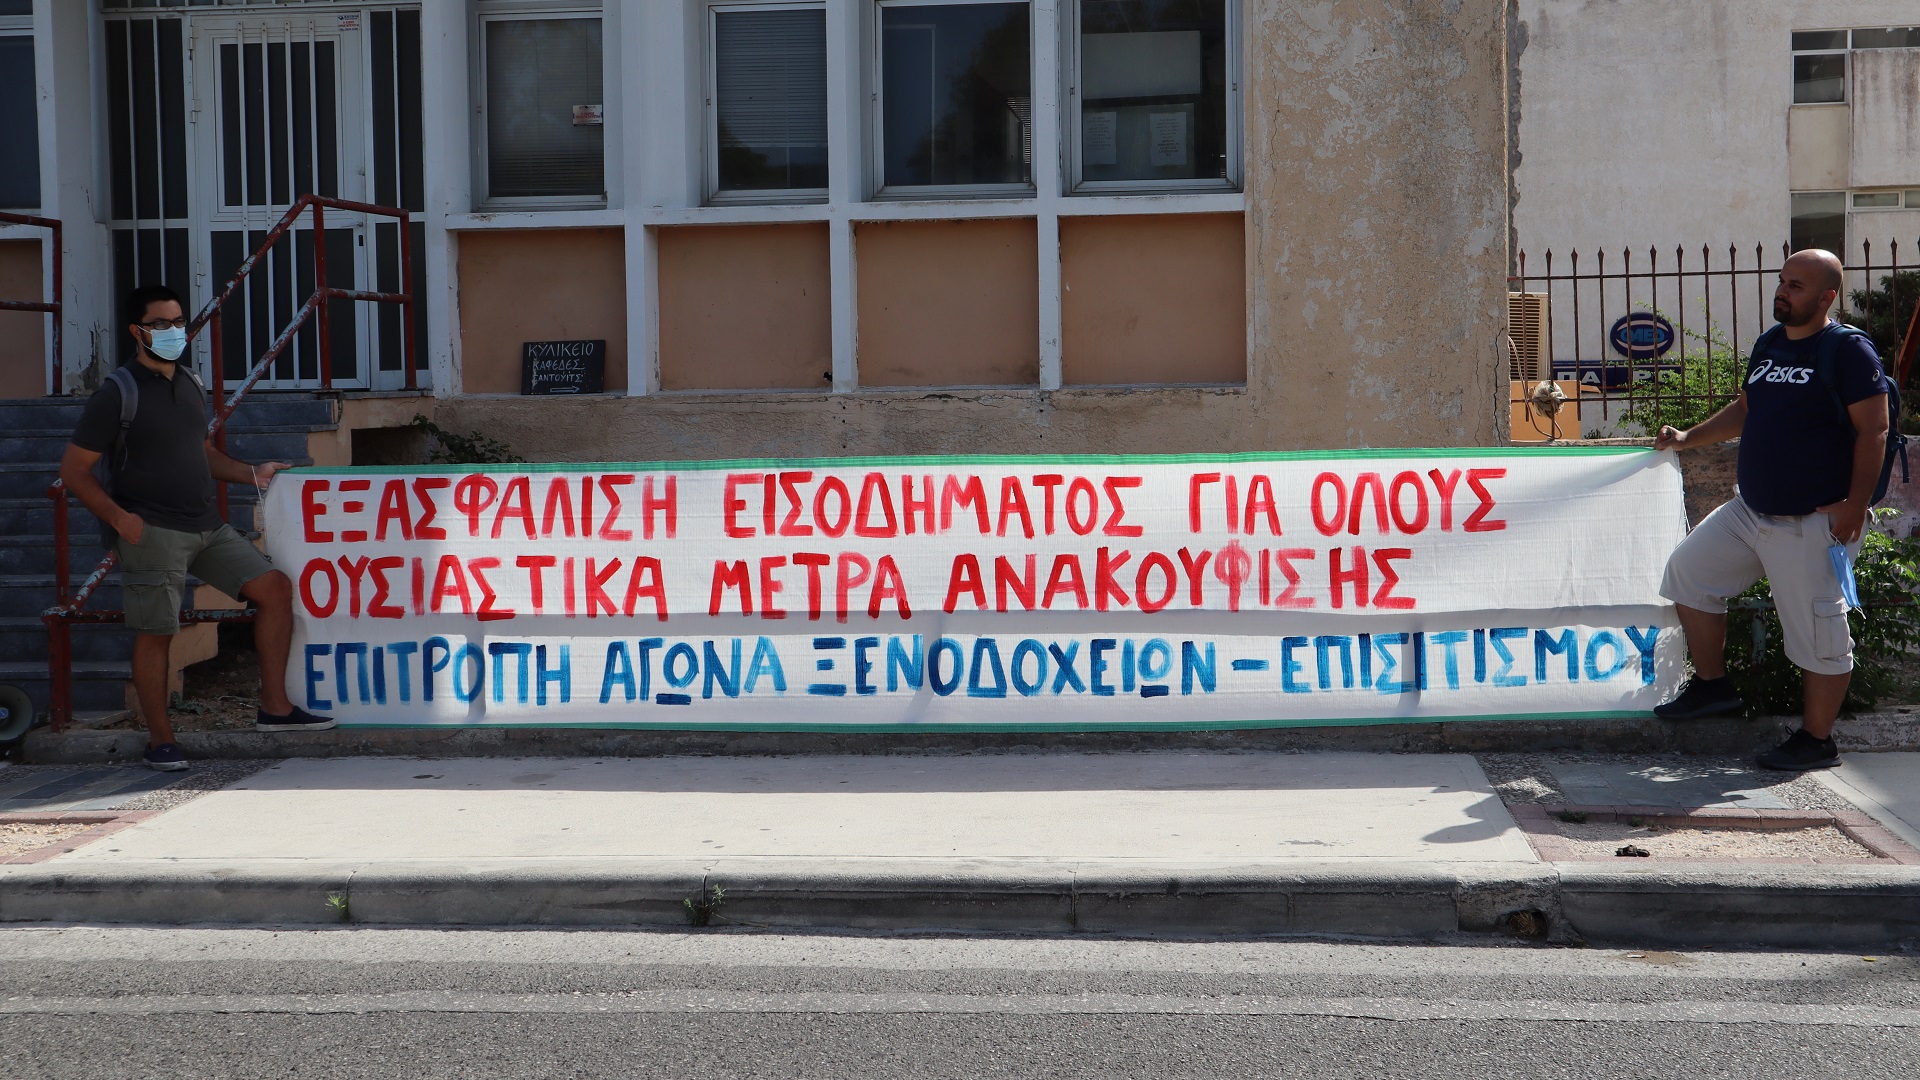 ΚΥΛΙΚΕΙΟ
ΚΑΦΕΔΕΣ
ΣΑΝΤΟΥΙΤΣ
asics
ΕΞΑΣΦΑΛΙΣΗ ΕΙΣΟΔΗΜΑΤΟΣ ΓΙΑ ΟΛΟΥΣ
ΟΥΣΙΑΣΤΙΚΑ ΜΕΤΡΑ ΑΝΑΚΟΥΦΙΣΗΣ
ΕΠΙΤΡΟΠΗ ΑΓΩΝΑ ΞΕΝΟΔΟΧΕΙΩΝ - ΕΠΙΣΙΤΙΣΜΟΥ